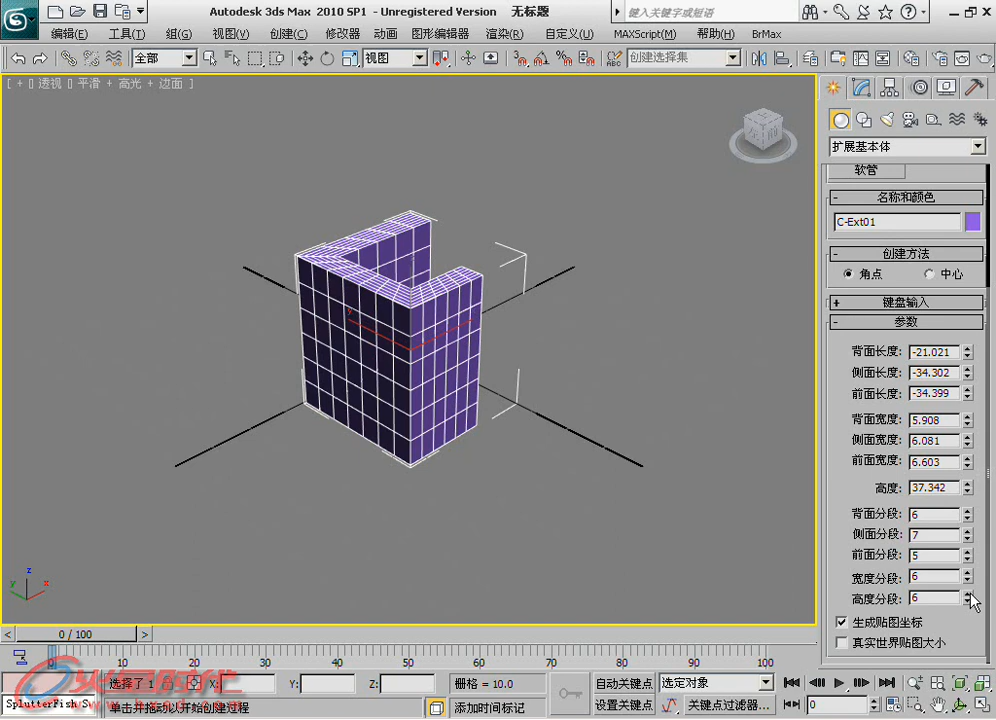 Autodesk 3ds Max 2010 SP1 - Unregistered Version 无标题
键入关键字或短语
编辑(E) 工具(T) 组(G) 视图(V) 创建(C) 修改器 动画 图形编辑器 渲染(R) 自定义(U) MAXScript(M) 帮助(H) BrMax
全部 视图 创建选择集
[ + ] 透视 ] 平滑 + 高光 + 边面 ]
扩展基本体
软管
- 名称和颜色
C-Ext01
- 创建方法
角点 中心
+ 键盘输入
- 参数
背面长度: -21.021
侧面长度: -34.302
前面长度: -34.399
背面宽度: 5.908
侧面宽度: 6.081
前面宽度: 6.603
高度: 37.342
背面分段: 6
侧面分段: 7
前面分段: 5
宽度分段: 6
高度分段: 6
生成贴图坐标
真实世界贴图大小
z
y x
< 0 / 100 >
0 10 20 30 40 50 60 70 80 90 100
选择了 1 X: Y: Z: 栅格 = 10.0 自动关键点 选定对象
SplutterFish S 单击并拖动以开始创建过程 添加时间标记 设置关键点 关键点过滤器... 0